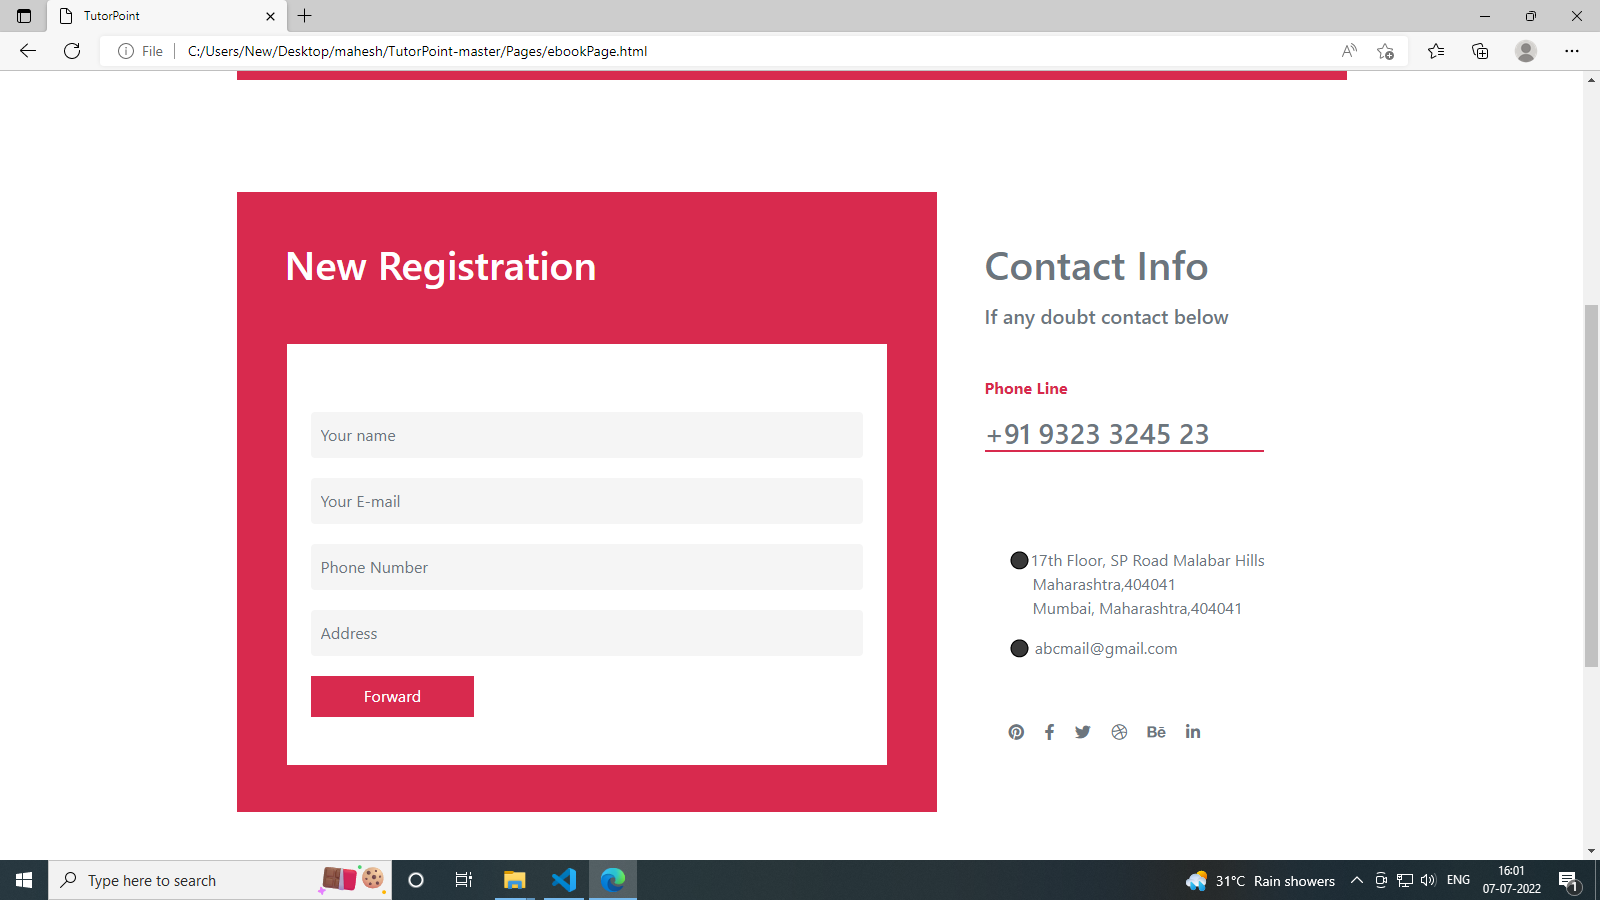 TutorPoint
File
C:/Users/New/Desktop/mahesh/TutorPoint-master/Pages/ebookPage.html
New Registration
Your name
Your E-mail
Phone Number
Address
Forward
Contact Info
If any doubt contact below
Phone Line
+91 9323 3245 23
17th Floor, SP Road Malabar Hills
Maharashtra,404041
Mumbai, Maharashtra,404041
abcmail@gmail.com
Type here to search
31°C Rain showers
ENG
16:01
07-07-2022
1